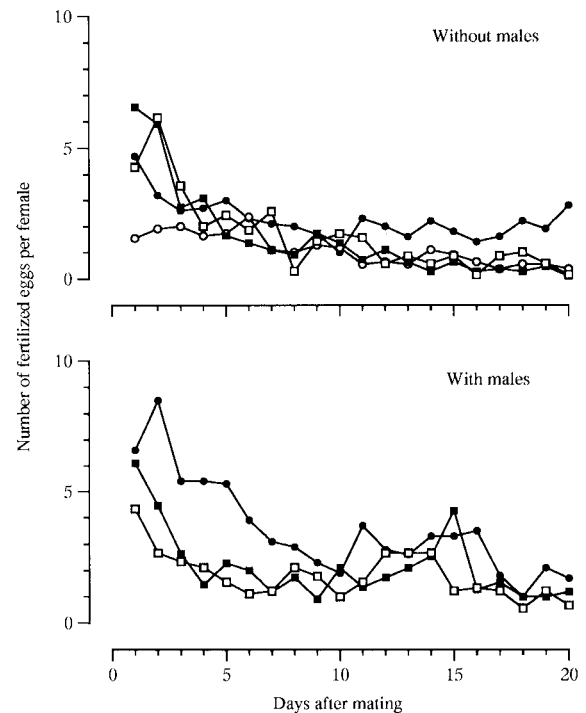 10
Without males
5
0
Number of fertilized eggs per female
10
With males
5
0
0 5 10 15 20
Days after mating